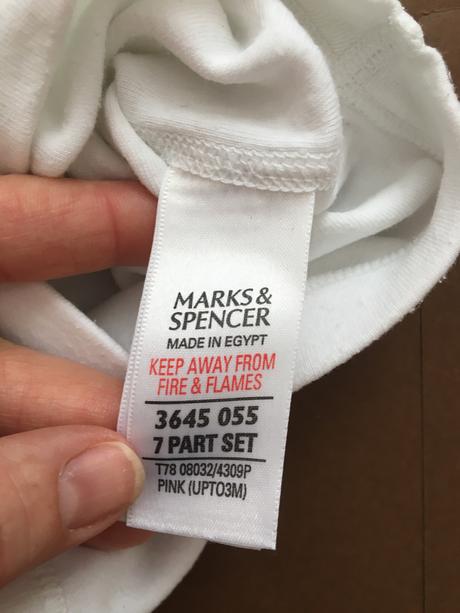 MARKS &
SPENCER
MADE IN EGYPT
KEEP AWAY FROM
FIRE & FLAMES
3645 055
7 PART SET
T78 08032/4309P
PINK (UPTO3M)